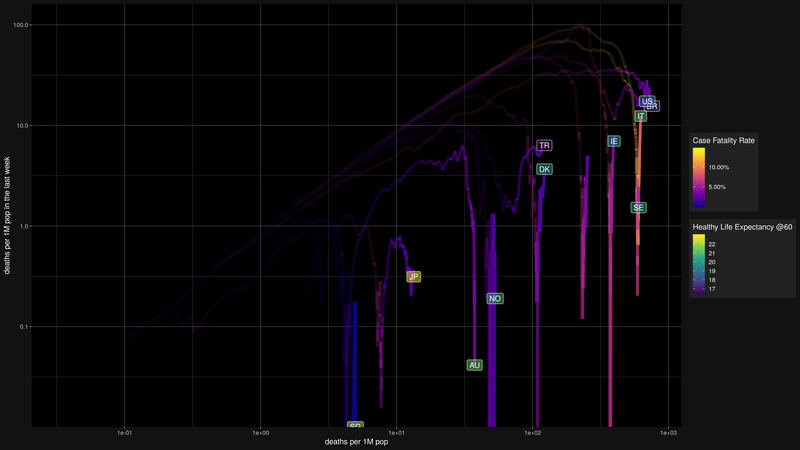 100.0
10.0
1.0
0.1
deaths per 1M pop in the last week
US
BR
IT
IE
TR
DK
SE
JP
NO
AU
SG
1e-01
1e+00
1e+01
1e+02
1e+03
deaths per 1M pop
Case Fatality Rate
10.00%
5.00%
Healthy Life Expectancy @60
22
21
20
19
18
17